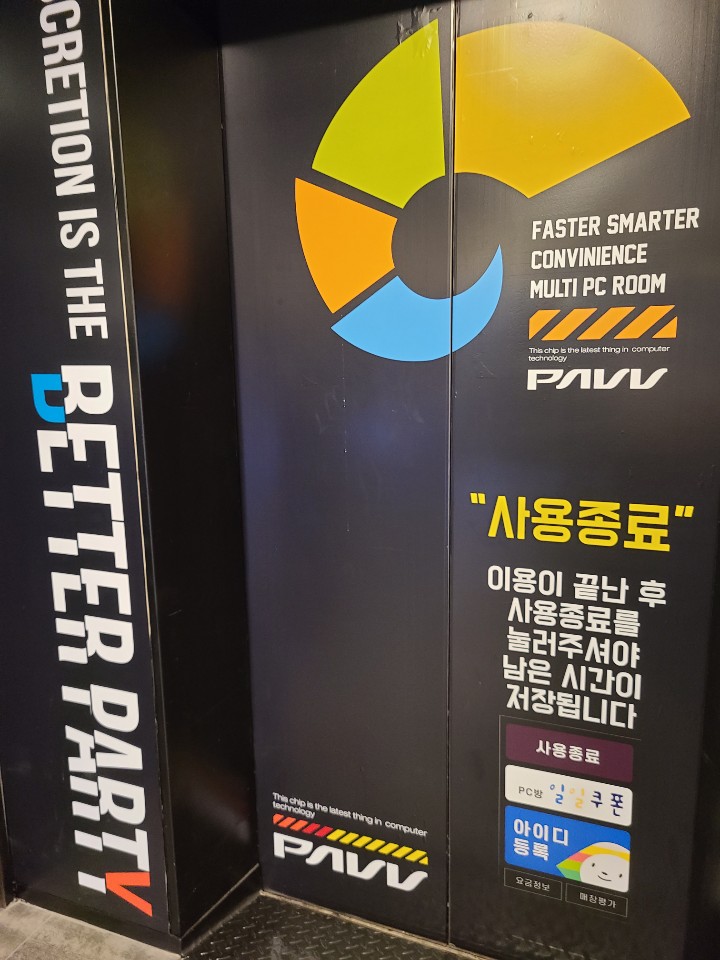 CRETION IS THE
BETTER PARTY
BETTER PARTY
FASTER SMARTER
CONVINIENCE
MULTI PC ROOM
This chip is the latest thing in computer
technology
PAVV
"사용종료"
이용이 끝난 후
사용종료를
눌러주셔야
남은 시간이
저장됩니다
사용종료
PC방 일일쿠폰
아이디
등록
요금정보
매장평가
This chip is the latest thing in computer
technology
PAVV